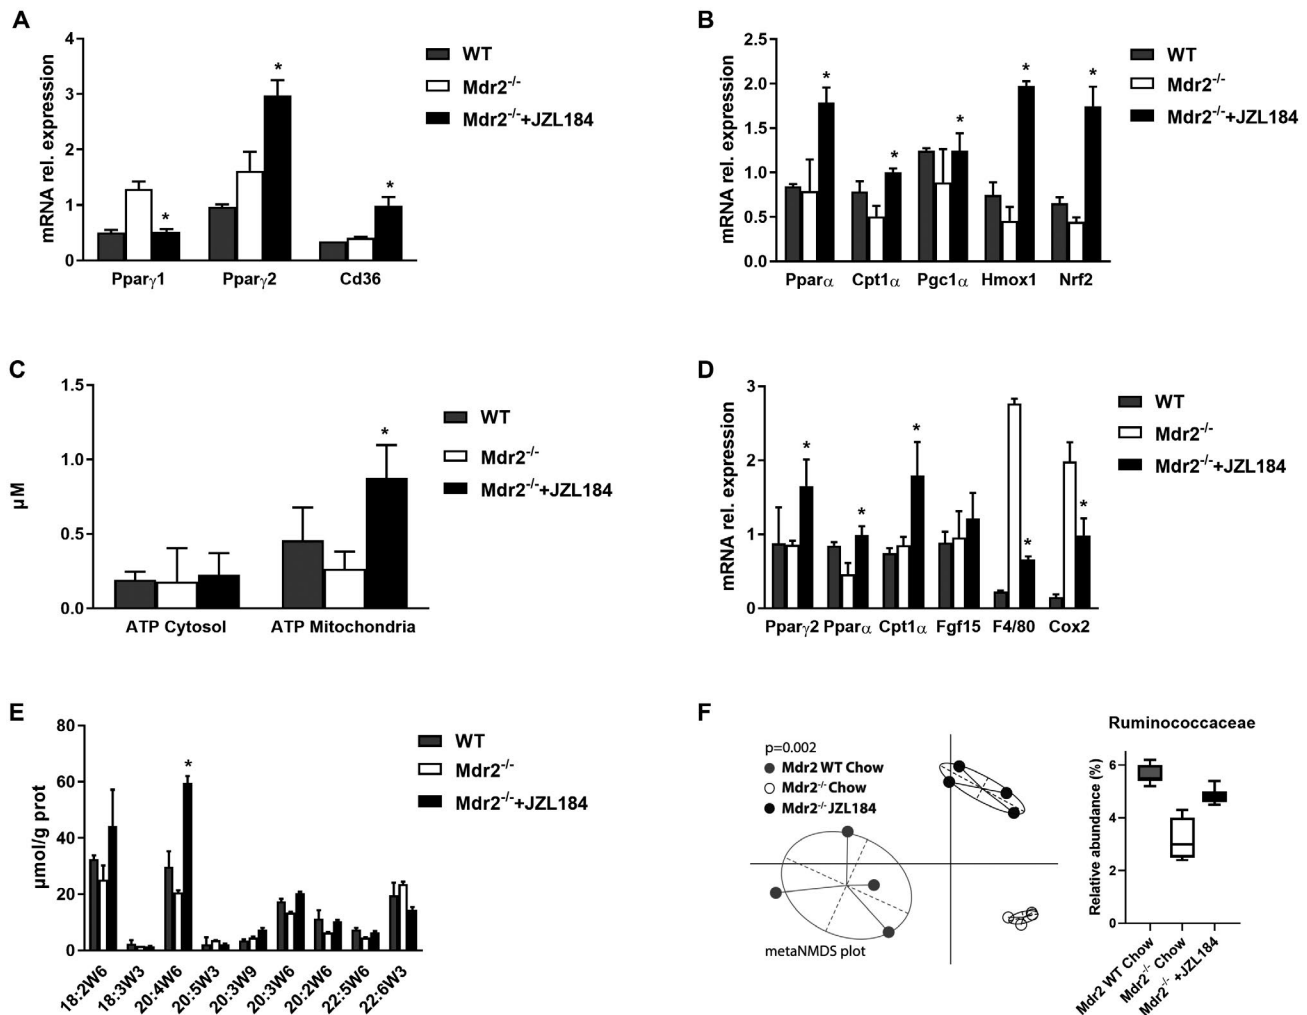 A
mRNA rel. expression
4
3
2
1
0
Pparγ1 Pparγ2 Cd36
* * *
WT
Mdr2-/-
Mdr2-/-+JZL184
B
mRNA rel. expression
2.5
2.0
1.5
1.0
0.5
0.0
Pparα Cpt1α Pgc1α Hmox1 Nrf2
* * * * *
WT
Mdr2-/-
Mdr2-/-+JZL184
C
µM
1.5
1.0
0.5
0.0
ATP Cytosol ATP Mitochondria
*
WT
Mdr2-/-
Mdr2-/-+JZL184
D
mRNA rel. expression
3
2
1
0
Pparγ2 Pparα Cpt1α Fgf15 F4/80 Cox2
* * * * *
WT
Mdr2-/-
Mdr2-/-+JZL184
E
µmol/g prot
80
60
40
20
0
18:2W6
18:3W3
20:4W6
20:5W3
20:3W9
20:3W6
20:2W6
22:5W6
22:6W3
*
WT
Mdr2-/-
Mdr2-/-+JZL184
F
p=0.002
Mdr2 WT Chow
Mdr2-/- Chow
Mdr2-/- JZL184
metaNMDS plot
Ruminococcaceae
Relative abundance (%)
6
4
2
0
Mdr2 WT Chow
Mdr2-/- Chow
Mdr2-/- +JZL184